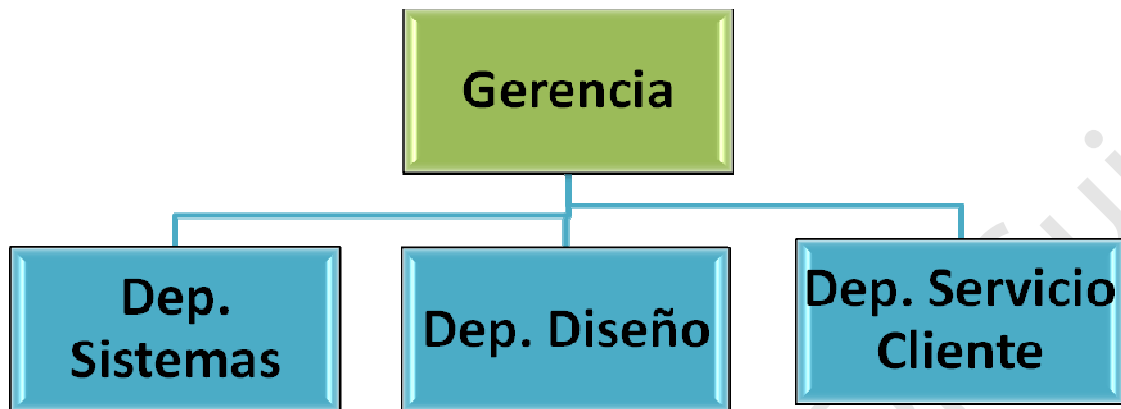 Gerencia
Dep.
Sistemas
Dep. Diseño
Dep. Servicio
Cliente